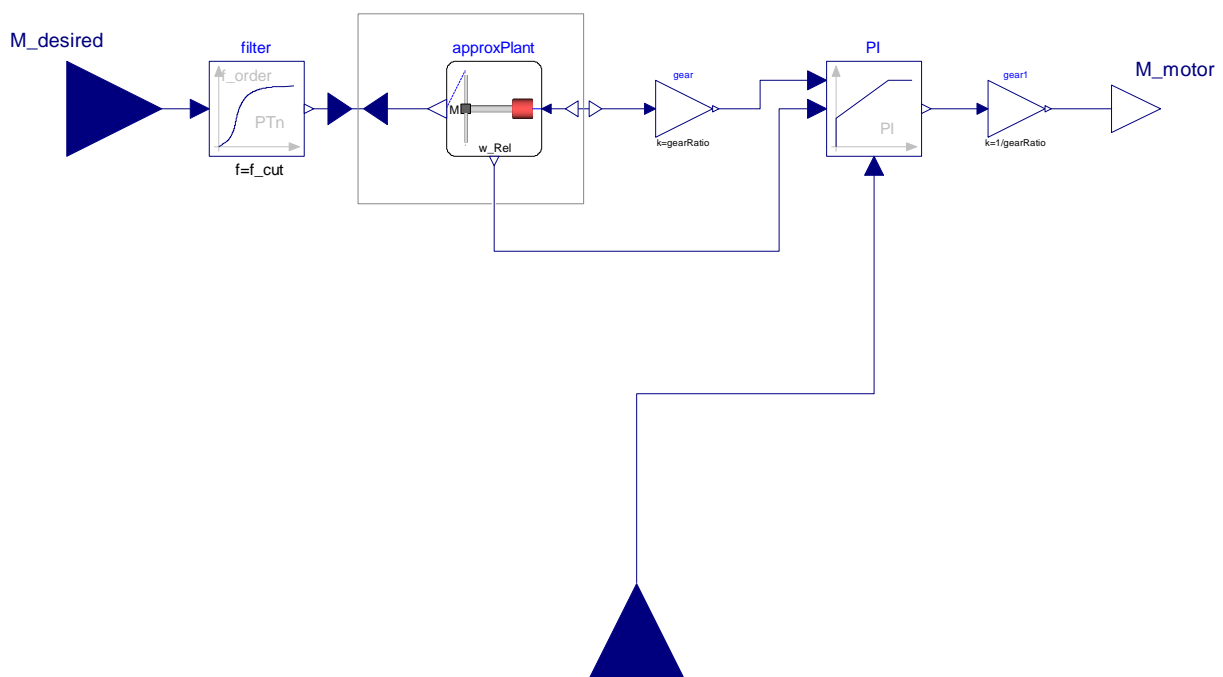 M_desired
filter
f_order
PTn
f=f_cut
approxPlant
M
w_Rel
gear
k=gearRatio
PI
PI
gear1
k=1/gearRatio
M_motor